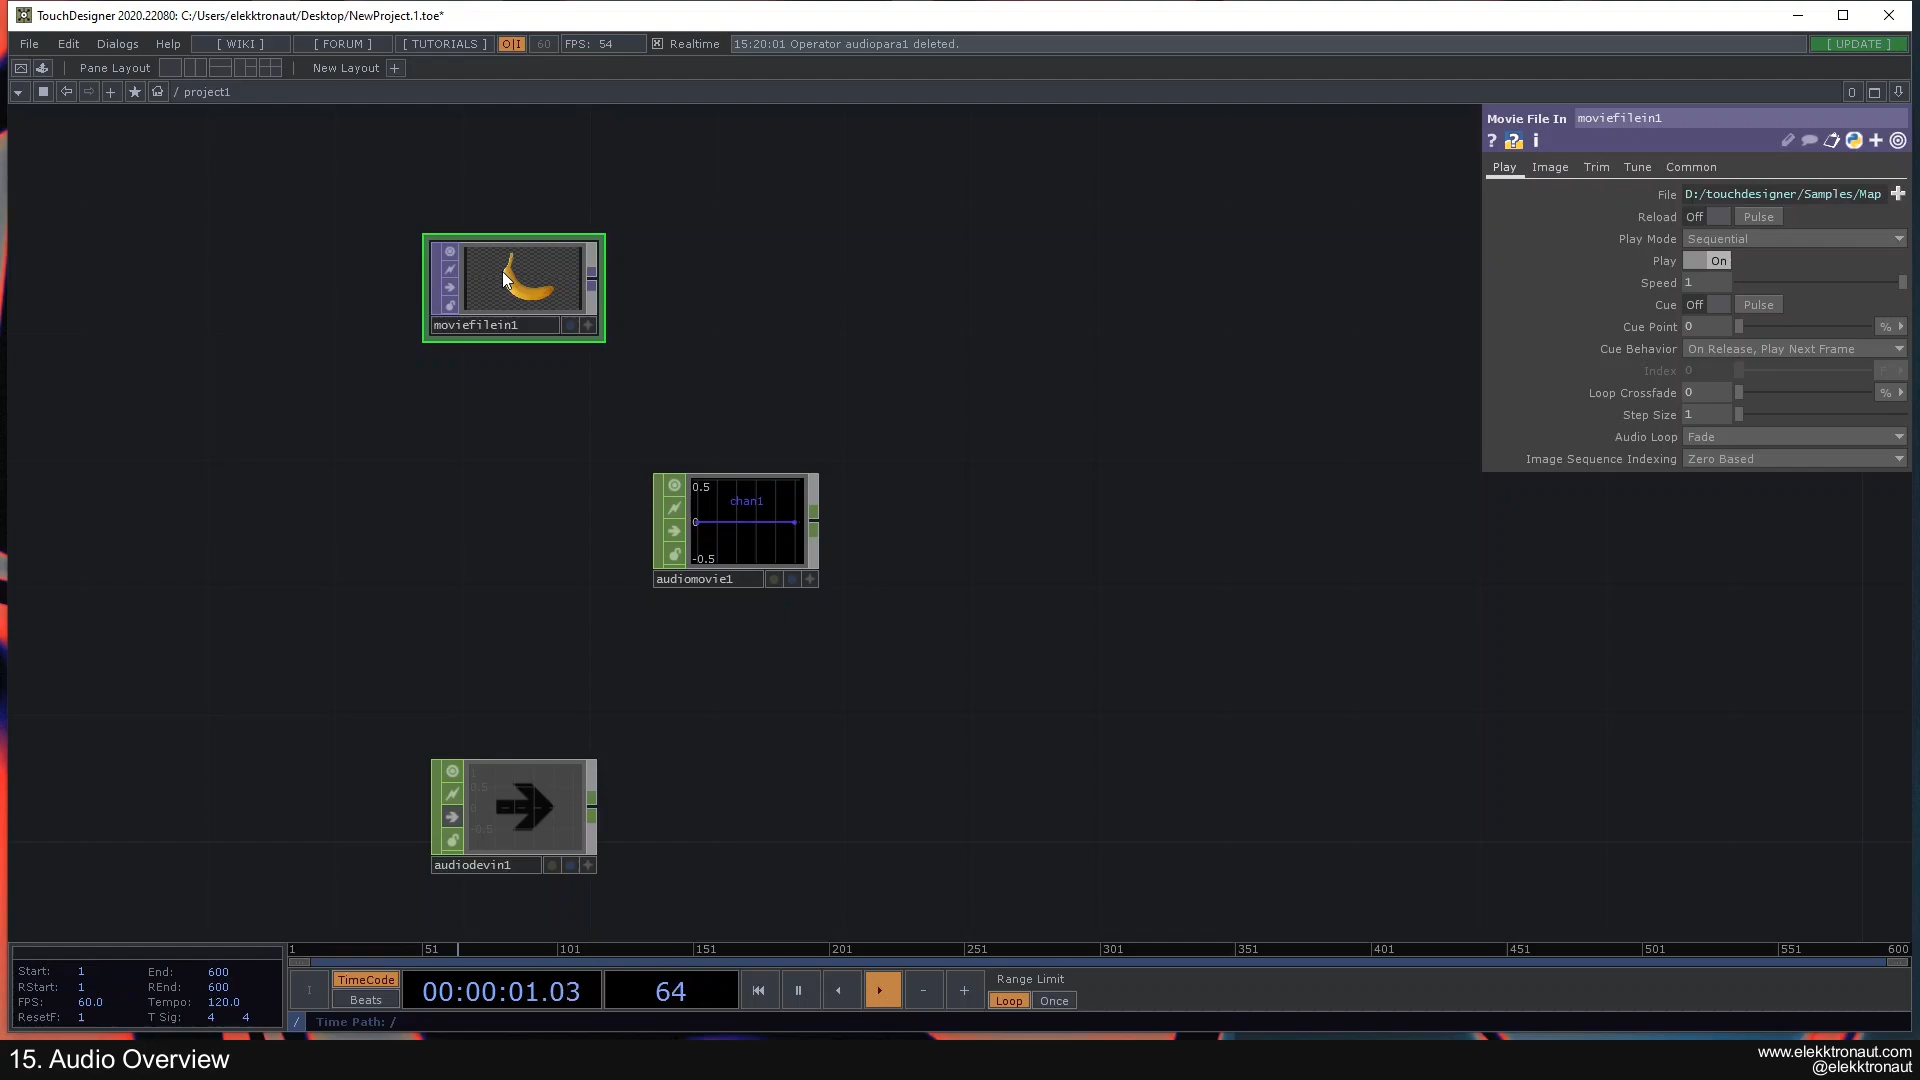 TouchDesigner 2020.22080: C:/Users/elekktronaut/Desktop/NewProject.1.toe*
File Edit Dialogs Help [ WIKI ] [ FORUM ] [ TUTORIALS ] O|I 60 FPS: 54 Realtime 15:20:01 Operator audiopara1 deleted. [ UPDATE ]
Pane Layout New Layout +
/ project1 0
Movie File In moviefilein1
? ? i
Play Image Trim Tune Common
File D:/touchdesigner/Samples/Map
Reload Off Pulse
Play Mode Sequential
Play On
Speed 1
Cue Off Pulse
Cue Point 0 %
Cue Behavior On Release, Play Next Frame
Index 0 F
Loop Crossfade 0 %
Step Size 1
Audio Loop Fade
Image Sequence Indexing Zero Based
moviefilein1
0.5
chan1
0
-0.5
audiomovie1
1
0.5
0
-0.5
audiodevin1
1 51 101 151 201 251 301 351 401 451 501 551 600
Start: 1 End: 600
RStart: 1 REnd: 600
FPS: 60.0 Tempo: 120.0
ResetF: 1 T Sig: 4 4
I TimeCode Beats 00:00:01.03 64 - + Range Limit
Loop Once
/ Time Path: /
15. Audio Overview
www.elekktronaut.com
@elekktronaut